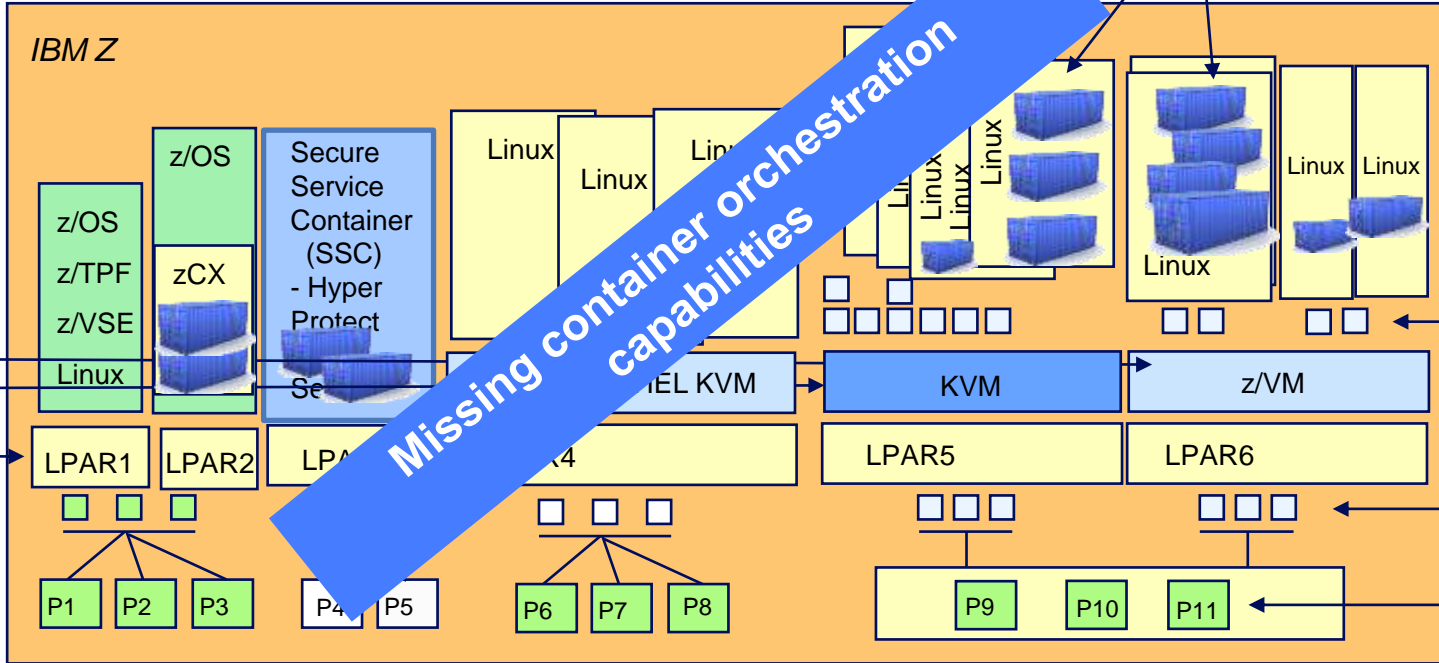 IBM Z
Missing container orchestration
capabilities
z/OS
z/TPF
z/VSE
Linux
z/OS
zCX
Secure
Service
Container
(SSC)
- Hyper
Protect
Linux
Linux
Linux
Linux
Linux
Linux
Linux
Linux
Linux
KVM
KVM
z/VM
LPAR1
LPAR2
LPAR5
LPAR6
P1
P2
P3
P4
P5
P6
P7
P8
P9
P10
P11